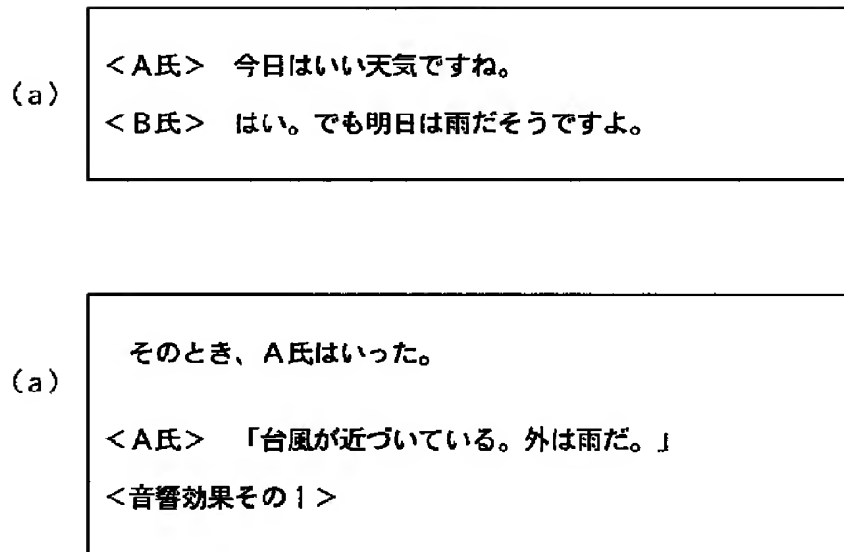 (a)
<A氏> 今日はいい天気ですね。
<B氏> はい。でも明日は雨だそうですよ。
(a)
そのとき、A氏はいった。
<A氏> 「台風が近づいている。外は雨だ。」
<音響効果その1>